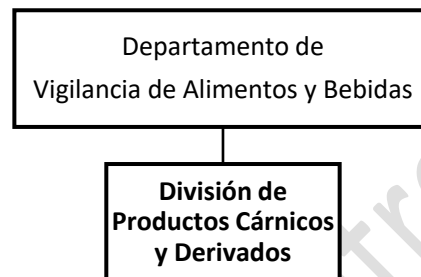 Departamento de
Vigilancia de Alimentos y Bebidas
División de
Productos Cárnicos
y Derivados